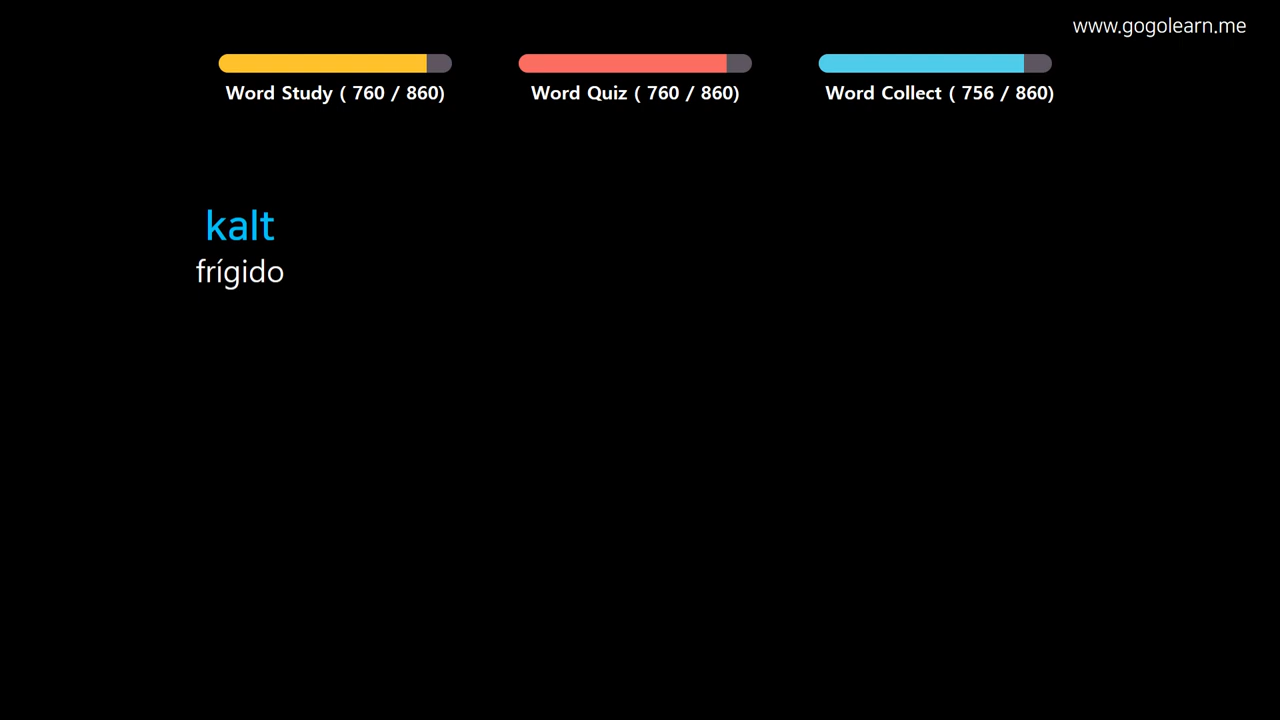 www.gogolearn.me
Word Study ( 760 / 860)
Word Quiz ( 760 / 860)
Word Collect ( 756 / 860)
kalt
frígido